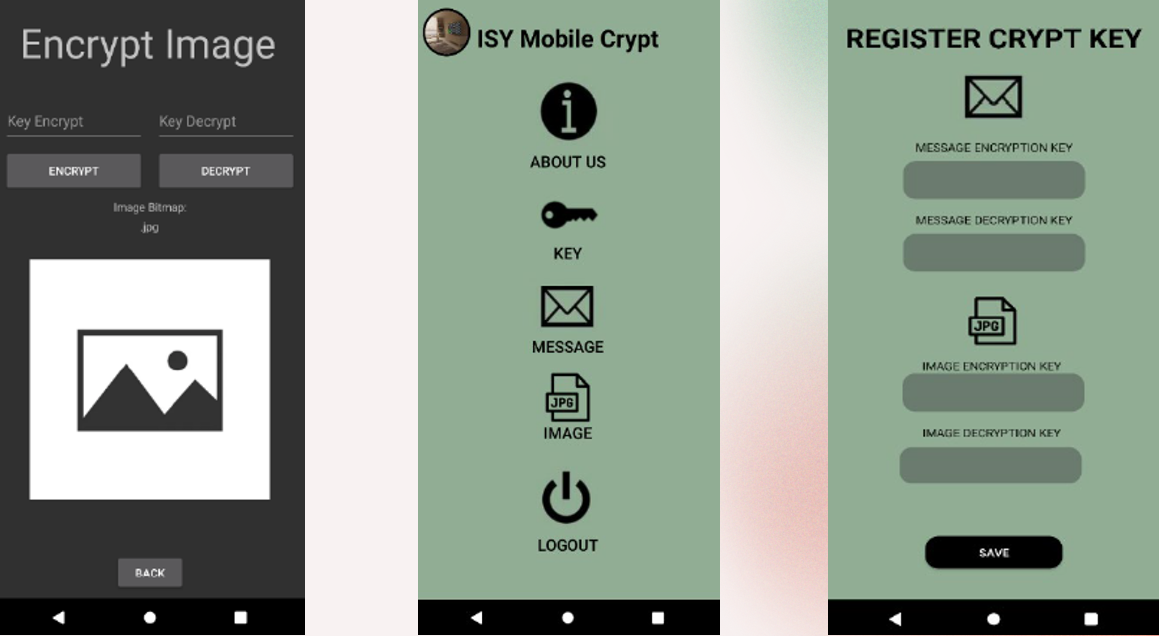 Encrypt Image
Key Encrypt
Key Decrypt
ENCRYPT
DECRYPT
Image Bitmap:
.jpg
BACK
ISY Mobile Crypt
ABOUT US
KEY
MESSAGE
JPG
IMAGE
LOGOUT
REGISTER CRYPT KEY
MESSAGE ENCRYPTION KEY
MESSAGE DECRYPTION KEY
JPG
IMAGE ENCRYPTION KEY
IMAGE DECRYPTION KEY
SAVE